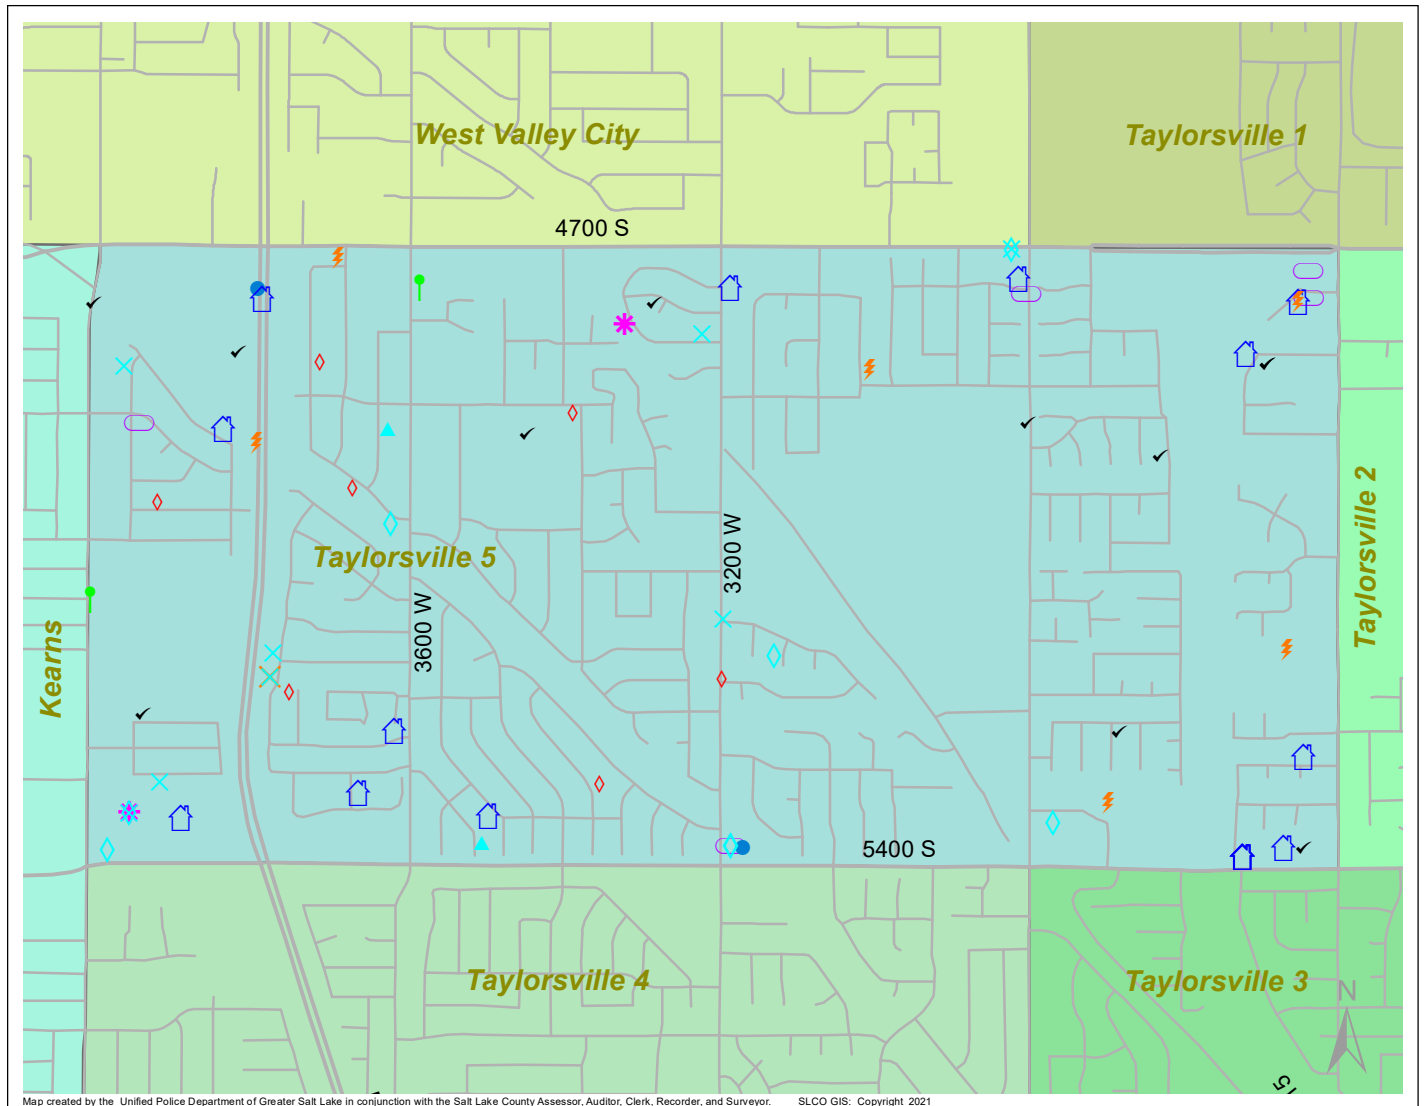 West Valley City
Taylorsville 1
4700 S
Taylorsville 2
3200 W
Taylorsville 5
3600 W
Kearns
5400 S
Taylorsville 4
Taylorsville 3
N
15
Map created by the Unified Police Department of Greater Salt Lake in conjunction with the Salt Lake County Assessor, Auditor, Clerk, Recorder, and Surveyor. SLCO GIS: Copyright 2021